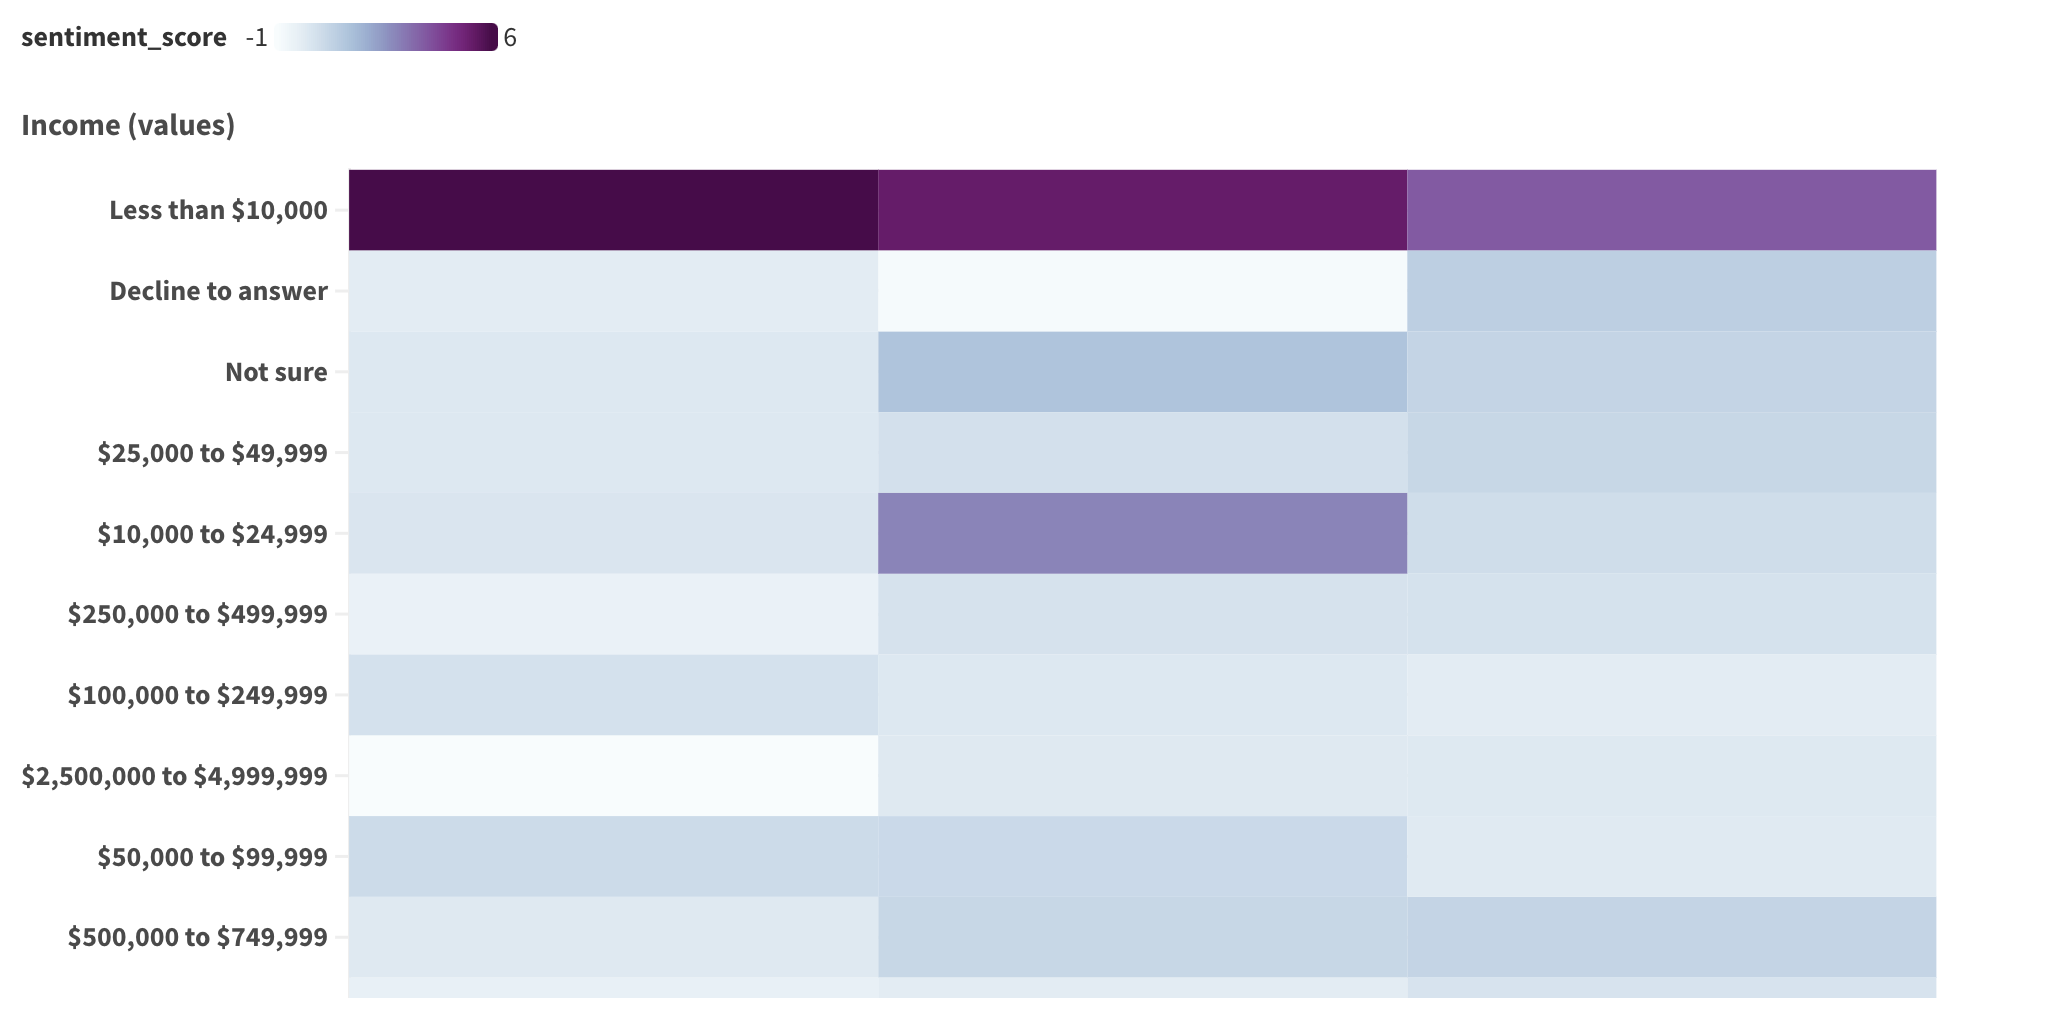 sentiment_score -1 6
Income (values)
Less than $10,000
Decline to answer
Not sure
$25,000 to $49,999
$10,000 to $24,999
$250,000 to $499,999
$100,000 to $249,999
$2,500,000 to $4,999,999
$50,000 to $99,999
$500,000 to $749,999